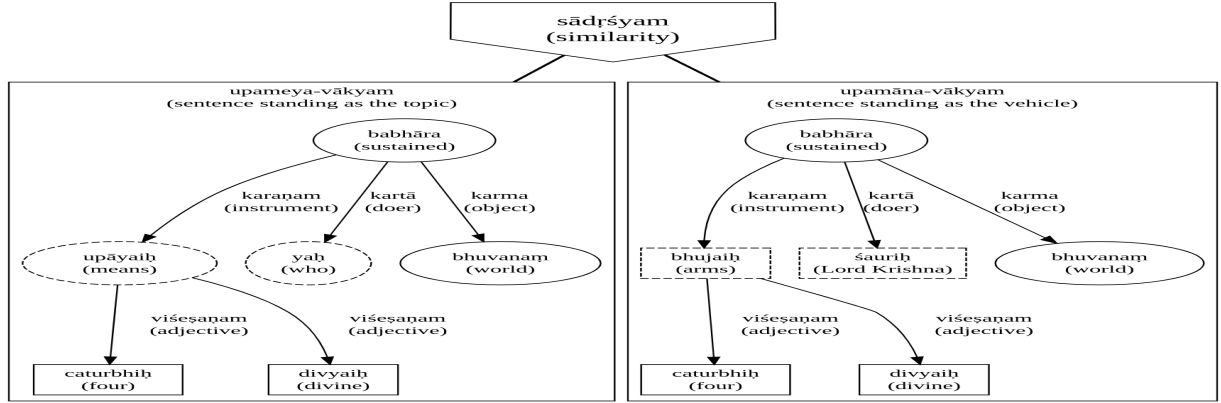 sādṛśyam
(similarity)
upameya-vākyam
(sentence standing as the topic)
babhāra
(sustained)
karaṇam
(instrument)
kartā
(doer)
karma
(object)
upāyaiḥ
(means)
yaḥ
(who)
bhuvanaṃ
(world)
viśeṣaṇam
(adjective)
viśeṣaṇam
(adjective)
caturbhiḥ
(four)
divyaiḥ
(divine)
upamāna-vākyam
(sentence standing as the vehicle)
babhāra
(sustained)
karaṇam
(instrument)
kartā
(doer)
karma
(object)
bhujaiḥ
(arms)
śauriḥ
(Lord Krishna)
bhuvanaṃ
(world)
viśeṣaṇam
(adjective)
viśeṣaṇam
(adjective)
caturbhiḥ
(four)
divyaiḥ
(divine)